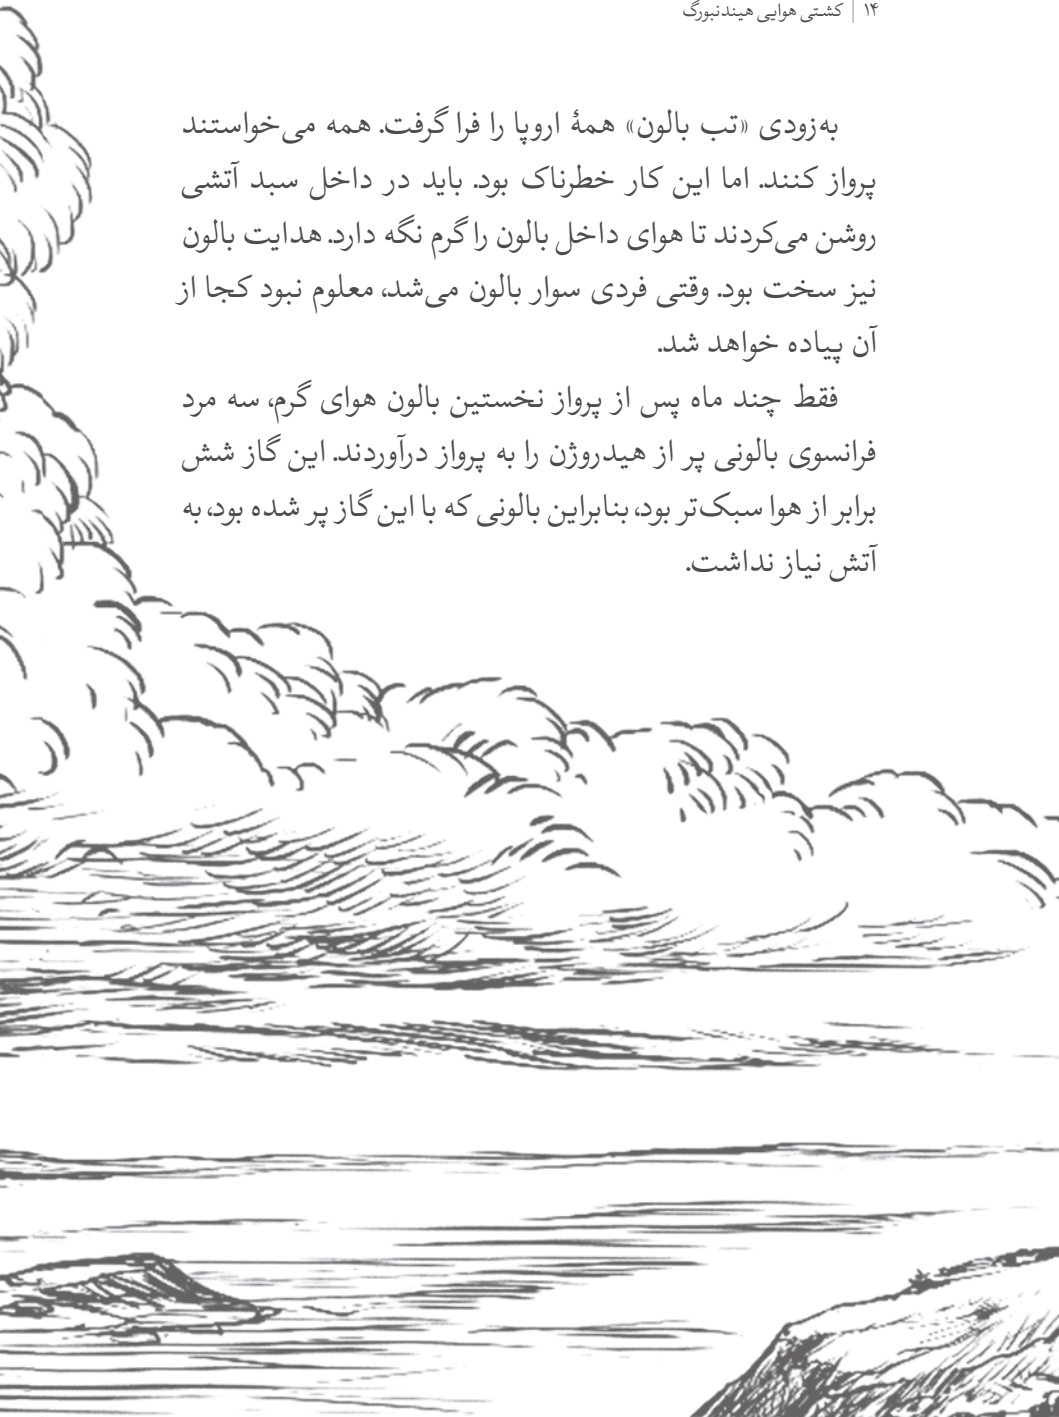 ۱۴ | کشتی هوایی هیندنبورگ
به‌زودی «تب بالون» همهٔ اروپا را فرا گرفت. همه می‌خواستند
پرواز کنند. اما این کار خطرناک بود. باید در داخل سبد آتشی
روشن می‌کردند تا هوای داخل بالون را گرم نگه دارد. هدایت بالون
نیز سخت بود. وقتی فردی سوار بالون می‌شد، معلوم نبود کجا از
آن پیاده خواهد شد.
فقط چند ماه پس از پرواز نخستین بالون هوای گرم، سه مرد
فرانسوی بالونی پر از هیدروژن را به پرواز درآوردند. این گاز شش
برابر از هوا سبک‌تر بود، بنابراین بالونی که با این گاز پر شده بود، به
آتش نیاز نداشت.